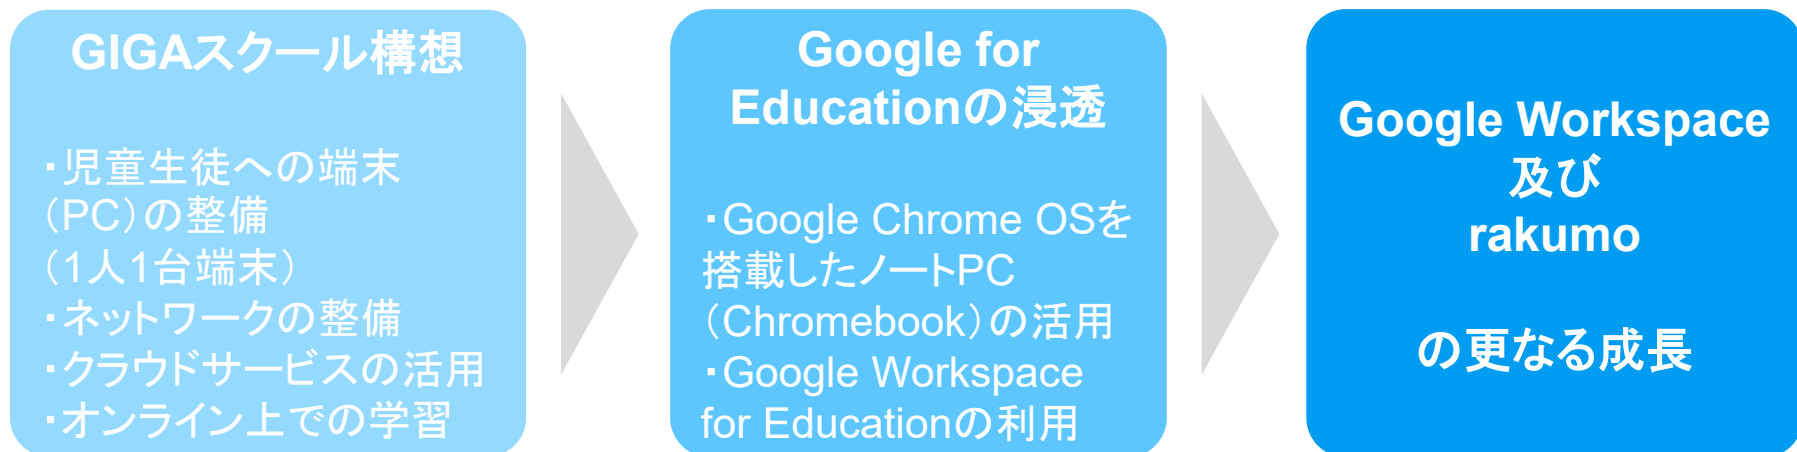 GIGAスクール構想
・児童生徒への端末
（PC）の整備
（1人1台端末）
・ネットワークの整備
・クラウドサービスの活用
・オンライン上での学習
Google for
Educationの浸透
・Google Chrome OSを
搭載したノートPC
（Chromebook）の活用
・Google Workspace
for Educationの利用
Google Workspace
及び
rakumo
の更なる成長